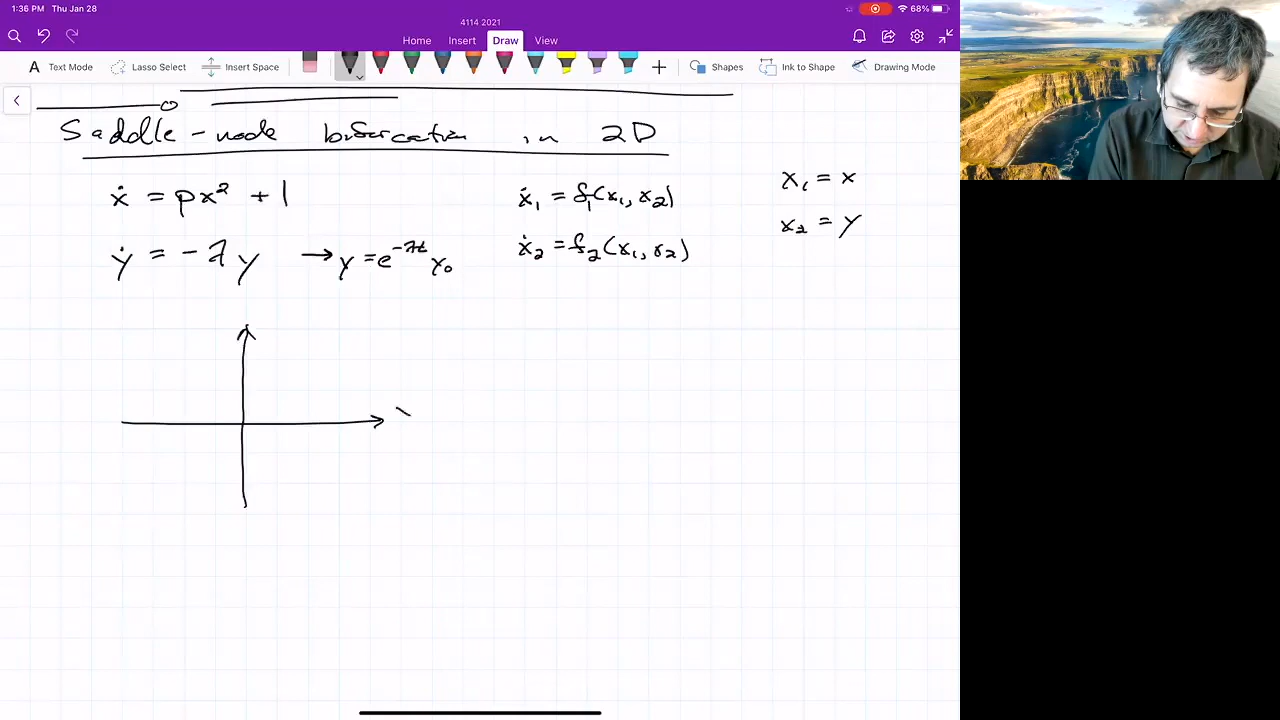 1:36 PM Thu Jan 28
68%
4114 2021
Home Insert Draw View
A Text Mode Lasso Select Insert Space Shapes Ink to Shape Drawing Mode
Saddle-node bifurcation in 2D
ẋ = px² + 1
ẋ₁ = f₁(x₁, x₂)
x₁ = x
ẏ = -λy → y = e^{-λt} y₀
ẋ₂ = f₂(x₁, x₂)
x₂ = y